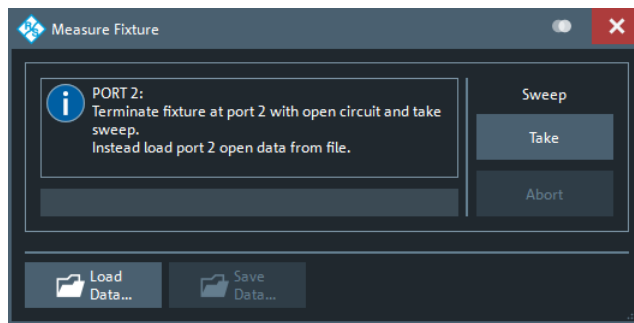 Measure Fixture
PORT 2:
Terminate fixture at port 2 with open circuit and take
sweep.
Instead load port 2 open data from file.
Sweep
Take
Abort
Load
Data...
Save
Data...